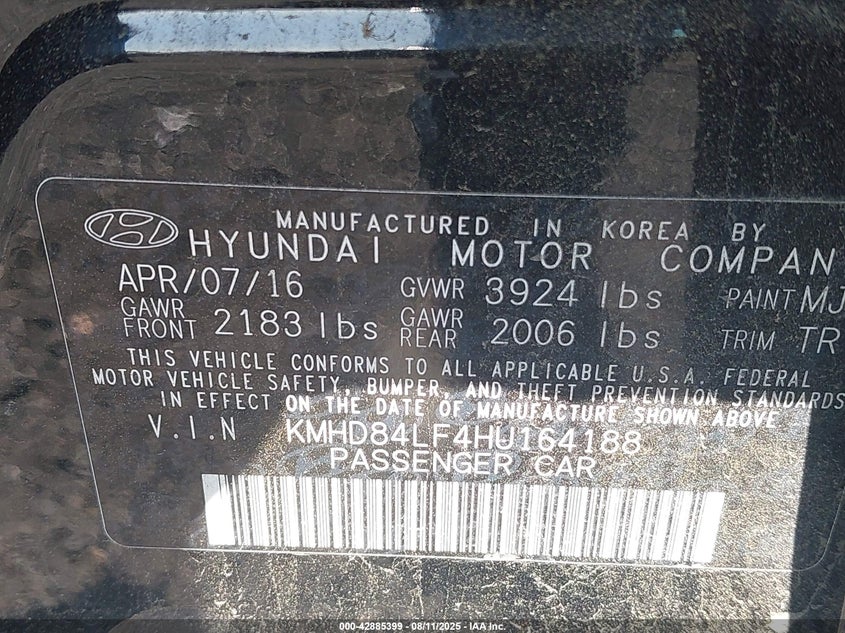 MANUFACTURED IN KOREA BY
HYUNDAI MOTOR COMPAN
APR/07/16 GVWR 3924 lbs PAINT MJ
GAWR FRONT 2183 lbs GAWR REAR 2006 lbs TRIM TR
THIS VEHICLE CONFORMS TO ALL APPLICABLE U.S.A. FEDERAL
MOTOR VEHICLE SAFETY, BUMPER, AND THEFT PREVENTION STANDARDS
IN EFFECT ON THE DATE OF MANUFACTURE SHOWN ABOVE
V.I.N KMHD84LF4HU164188
PASSENGER CAR
000-42885399 - 08/11/2025 - IAA Inc.